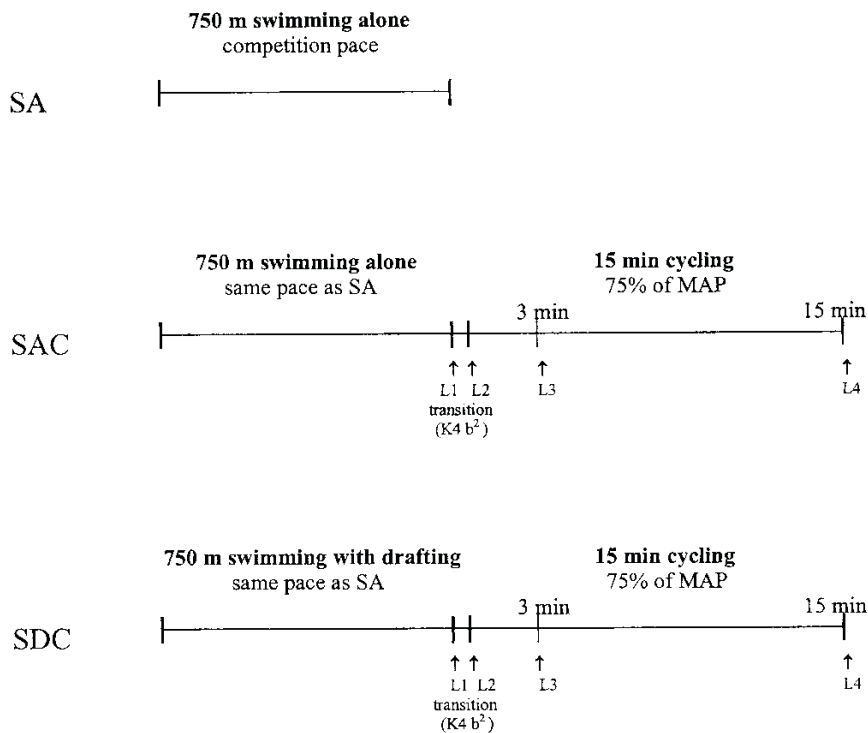 750 m swimming alone
competition pace
SA
750 m swimming alone
same pace as SA
15 min cycling
75% of MAP
3 min
15 min
SAC
↑ ↑ ↑ ↑
L1 L2 L3 L4
transition
(K4 b²)
750 m swimming with drafting
same pace as SA
15 min cycling
75% of MAP
3 min
15 min
SDC
↑ ↑ ↑ ↑
L1 L2 L3 L4
transition
(K4 b²)